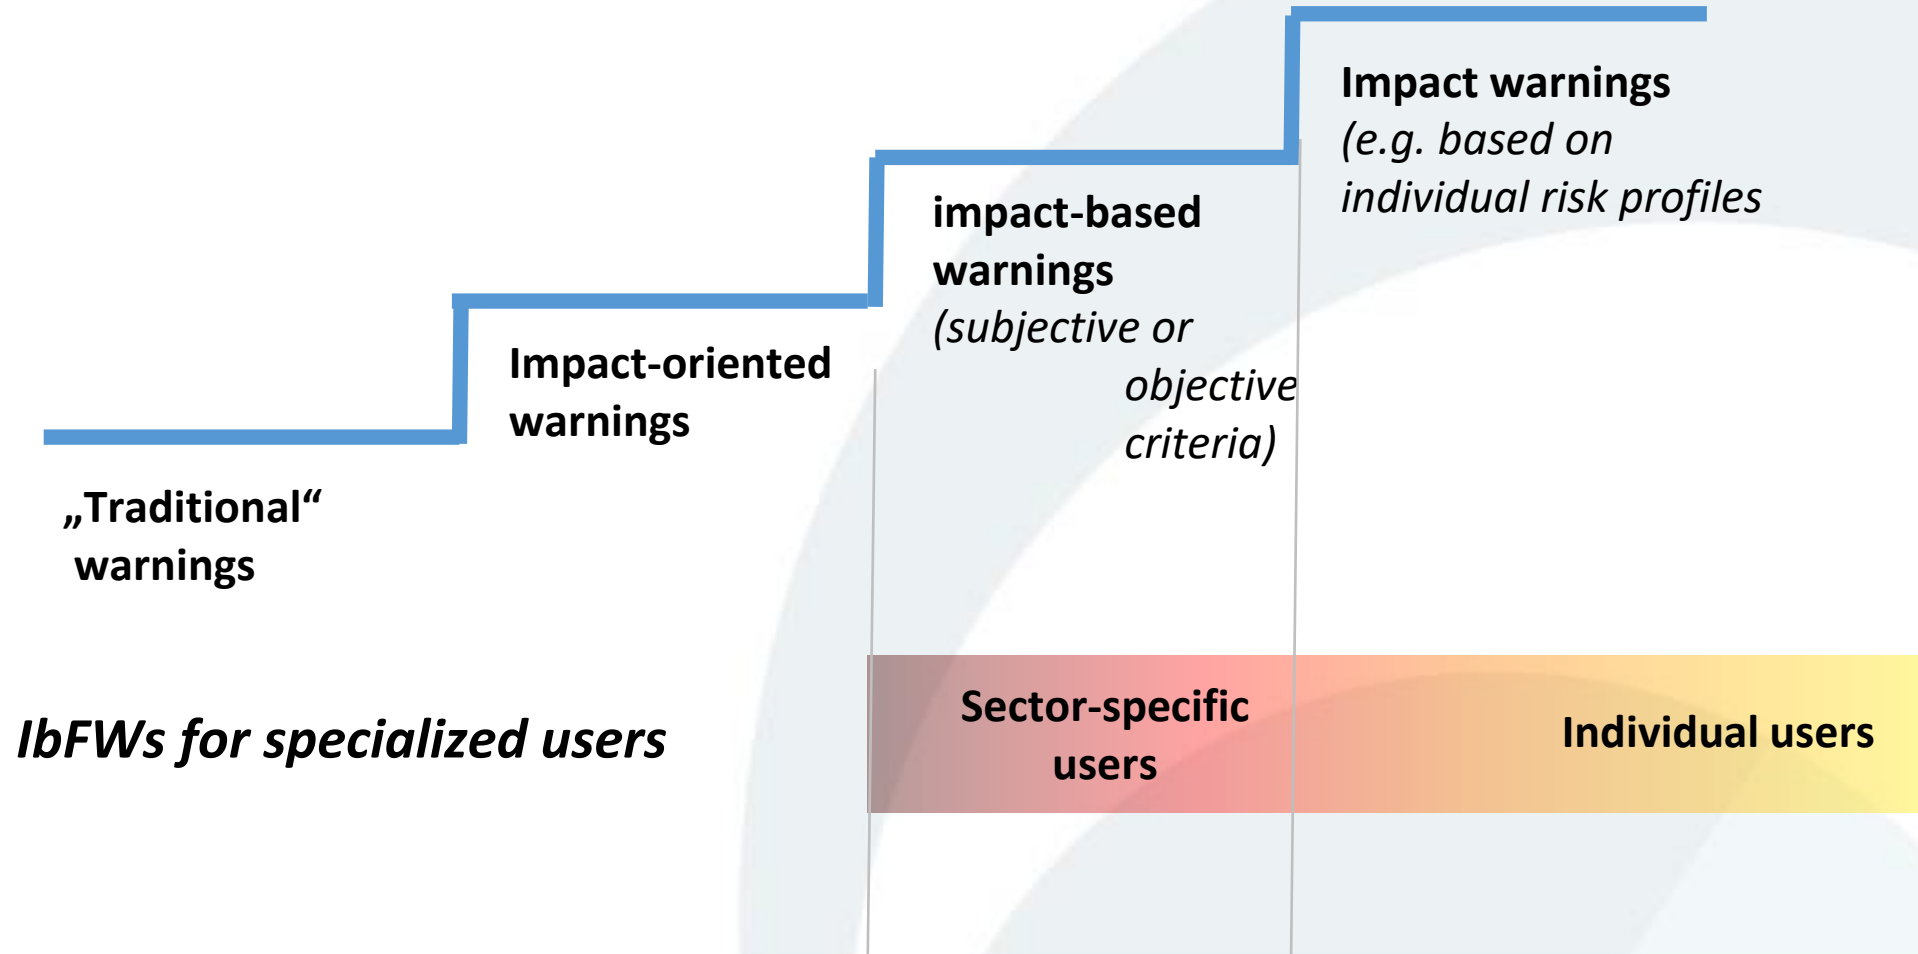 „Traditional“
warnings
Impact-oriented
warnings
impact-based
warnings
(subjective or
objective
criteria)
Impact warnings
(e.g. based on
individual risk profiles
IbFWs for specialized users
Sector-specific
users
Individual users